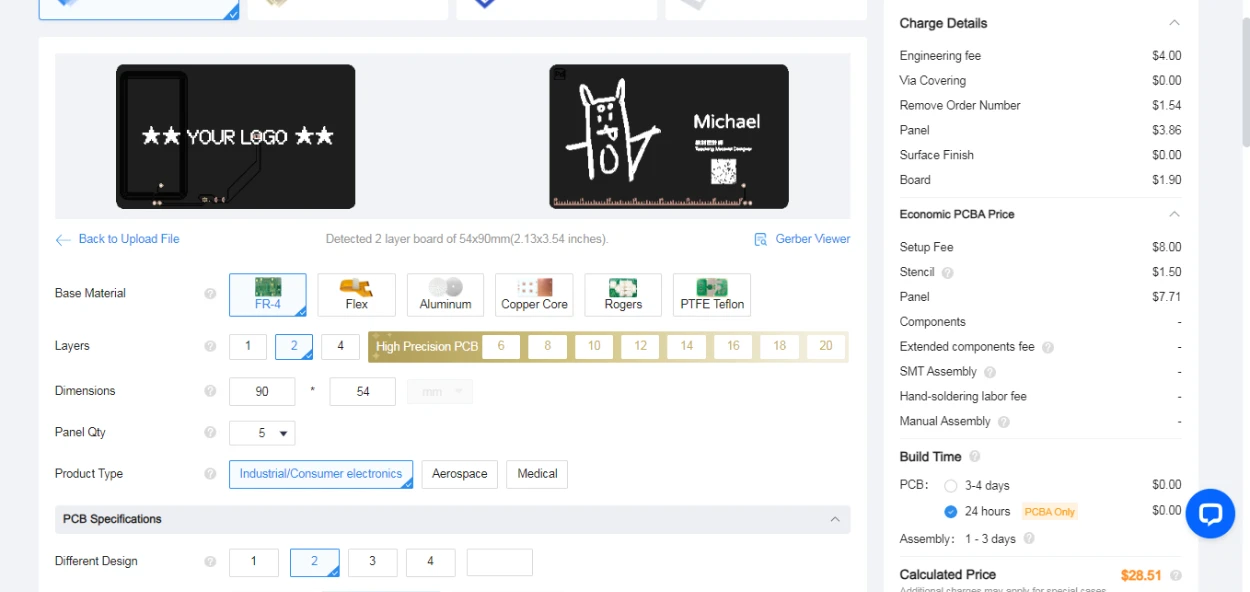 ★★ YOUR LOGO ★★
Michael
Back to Upload File
Detected 2 layer board of 54x90mm(2.13x3.54 inches).
Gerber Viewer
Base Material
FR-4
Flex
Aluminum
Copper Core
Rogers
PTFE Teflon
Layers
1
2
4
High Precision PCB
6
8
10
12
14
16
18
20
Dimensions
90
*
54
mm
Panel Qty
5
Product Type
Industrial/Consumer electronics
Aerospace
Medical
PCB Specifications
Different Design
1
2
3
4
Charge Details
Engineering fee $4.00
Via Covering $0.00
Remove Order Number $1.54
Panel $3.86
Surface Finish $0.00
Board $1.90
Economic PCBA Price
Setup Fee $8.00
Stencil $1.50
Panel $7.71
Components -
Extended components fee -
SMT Assembly -
Hand-soldering labor fee -
Manual Assembly -
Build Time
PCB: 3-4 days $0.00
24 hours PCBA Only $0.00
Assembly: 1 - 3 days
Calculated Price $28.51
Additional charges may apply for special cases